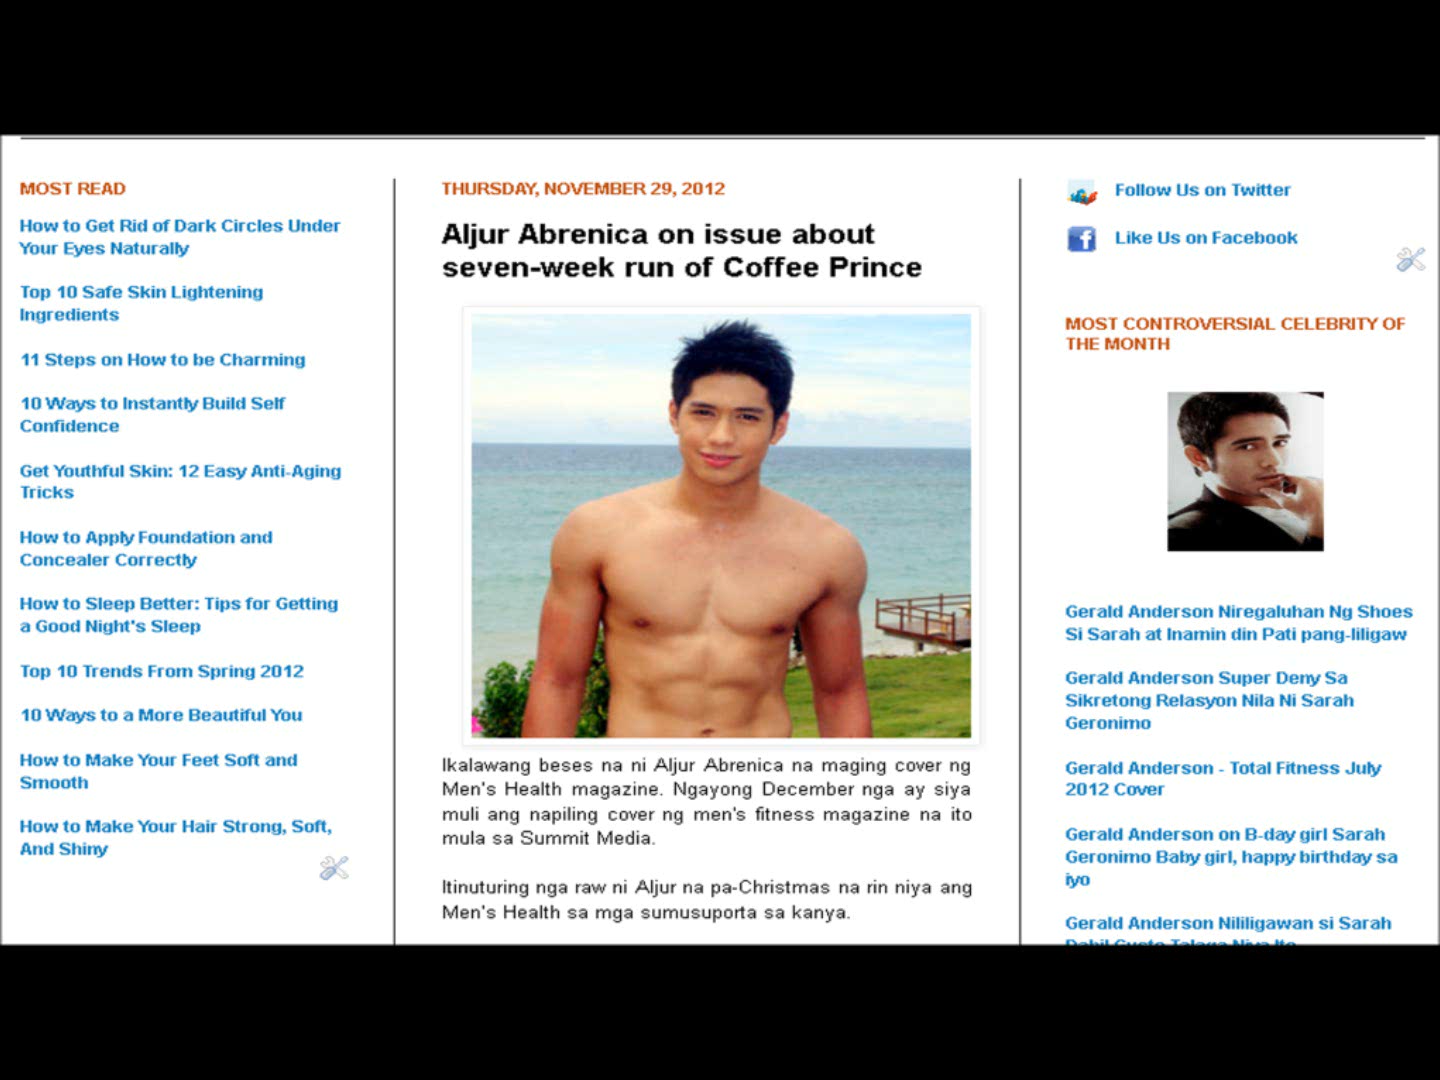 MOST READ
How to Get Rid of Dark Circles Under
Your Eyes Naturally
Top 10 Safe Skin Lightening
Ingredients
11 Steps on How to be Charming
10 Ways to Instantly Build Self
Confidence
Get Youthful Skin: 12 Easy Anti-Aging
Tricks
How to Apply Foundation and
Concealer Correctly
How to Sleep Better: Tips for Getting
a Good Night's Sleep
Top 10 Trends From Spring 2012
10 Ways to a More Beautiful You
How to Make Your Feet Soft and
Smooth
How to Make Your Hair Strong, Soft,
And Shiny
THURSDAY, NOVEMBER 29, 2012
Aljur Abrenica on issue about
seven-week run of Coffee Prince
Ikalawang beses na ni Aljur Abrenica na maging cover ng
Men's Health magazine. Ngayong December nga ay siya
muli ang napiling cover ng men's fitness magazine na ito
mula sa Summit Media.
Itinuturing nga raw ni Aljur na pa-Christmas na rin niya ang
Men's Health sa mga sumusuporta sa kanya.
Follow Us on Twitter
Like Us on Facebook
MOST CONTROVERSIAL CELEBRITY OF
THE MONTH
Gerald Anderson Niregaluhan Ng Shoes
Si Sarah at Inamin din Pati pang-liligaw
Gerald Anderson Super Deny Sa
Sikretong Relasyon Nila Ni Sarah
Geronimo
Gerald Anderson - Total Fitness July
2012 Cover
Gerald Anderson on B-day girl Sarah
Geronimo Baby girl, happy birthday sa
iyo
Gerald Anderson Nililigawan si Sarah
Dahil Gusto Talaga Niya Ito